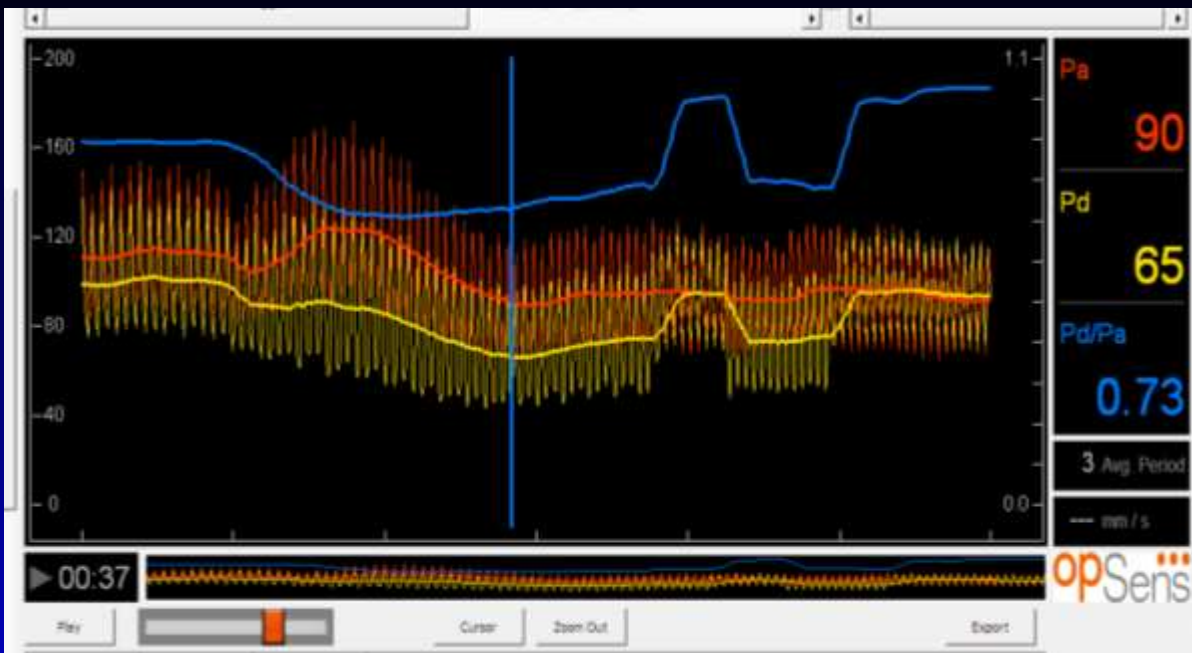 200
1.1
Pa
160
90
Pd
120
65
80
Pd/Pa
0.73
40
3 Avg. Period
0
0.0
--- mm/s
00:37
opSens
Play
Cursor
Zoom Out
Export